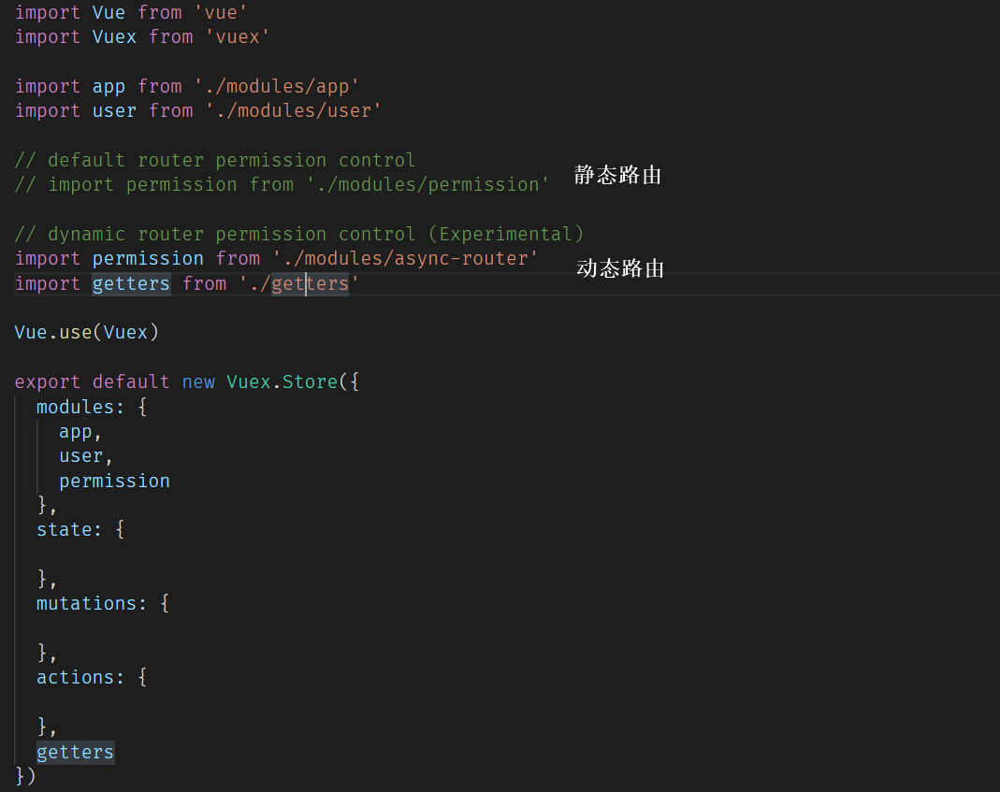 import Vue from 'vue'
import Vuex from 'vuex'
import app from './modules/app'
import user from './modules/user'
// default router permission control
// import permission from './modules/permission'
静态路由
// dynamic router permission control (Experimental)
import permission from './modules/async-router'
动态路由
import getters from './getters'
Vue.use(Vuex)
export default new Vuex.Store({
modules: {
app,
user,
permission
},
state: {
},
mutations: {
},
actions: {
},
getters
})